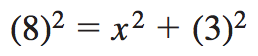 (8)² = x² + (3)²